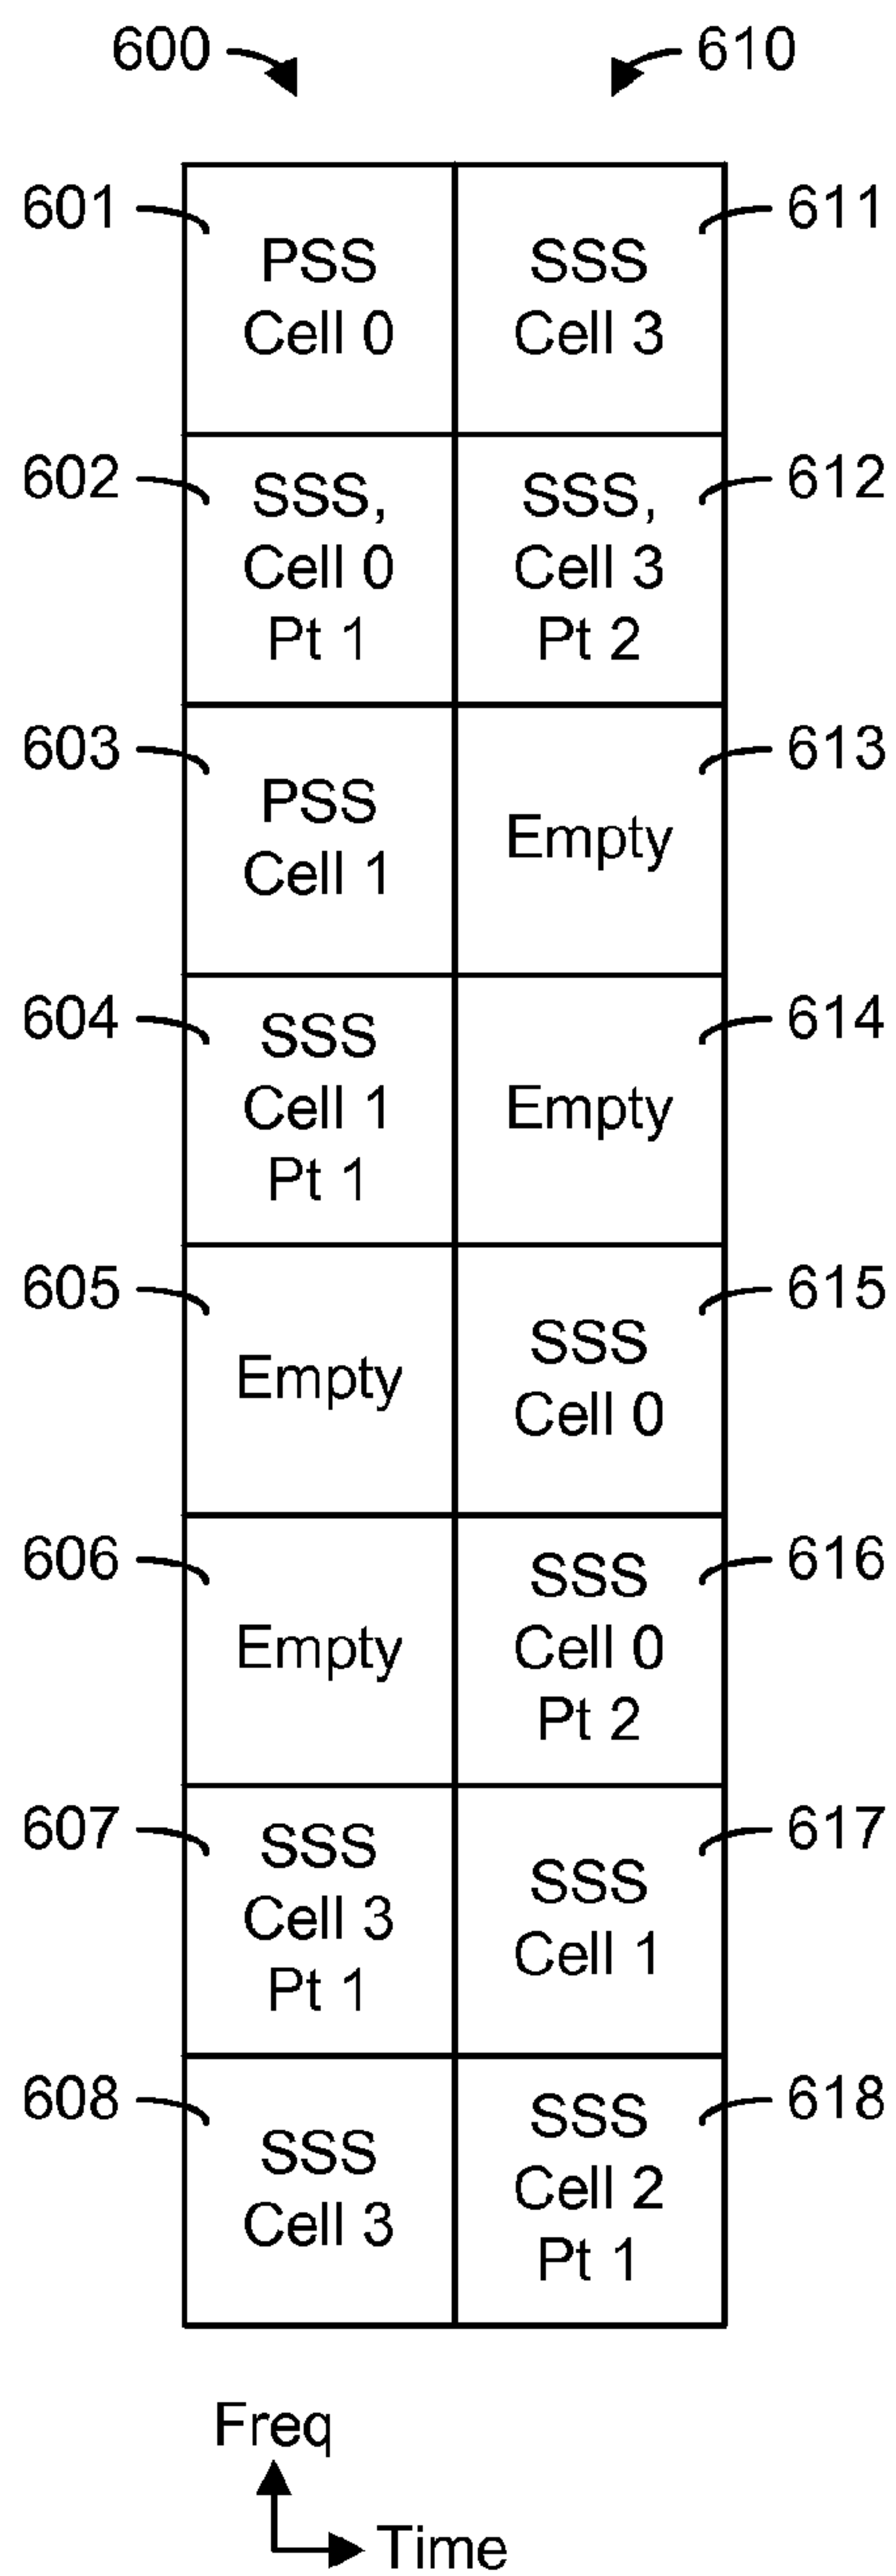 600 610
601 611
PSS SSS
Cell 0 Cell 3
602 612
SSS, SSS,
Cell 0 Cell 3
Pt 1 Pt 2
603 613
PSS
Cell 1
Empty
604 614
SSS
Cell 1
Pt 1
Empty
605 615
Empty
SSS
Cell 0
606 616
Empty
SSS
Cell 0
Pt 2
607 617
SSS
Cell 3
Pt 1
SSS
Cell 1
608 618
SSS
Cell 3
SSS
Cell 2
Pt 1
Freq
Time